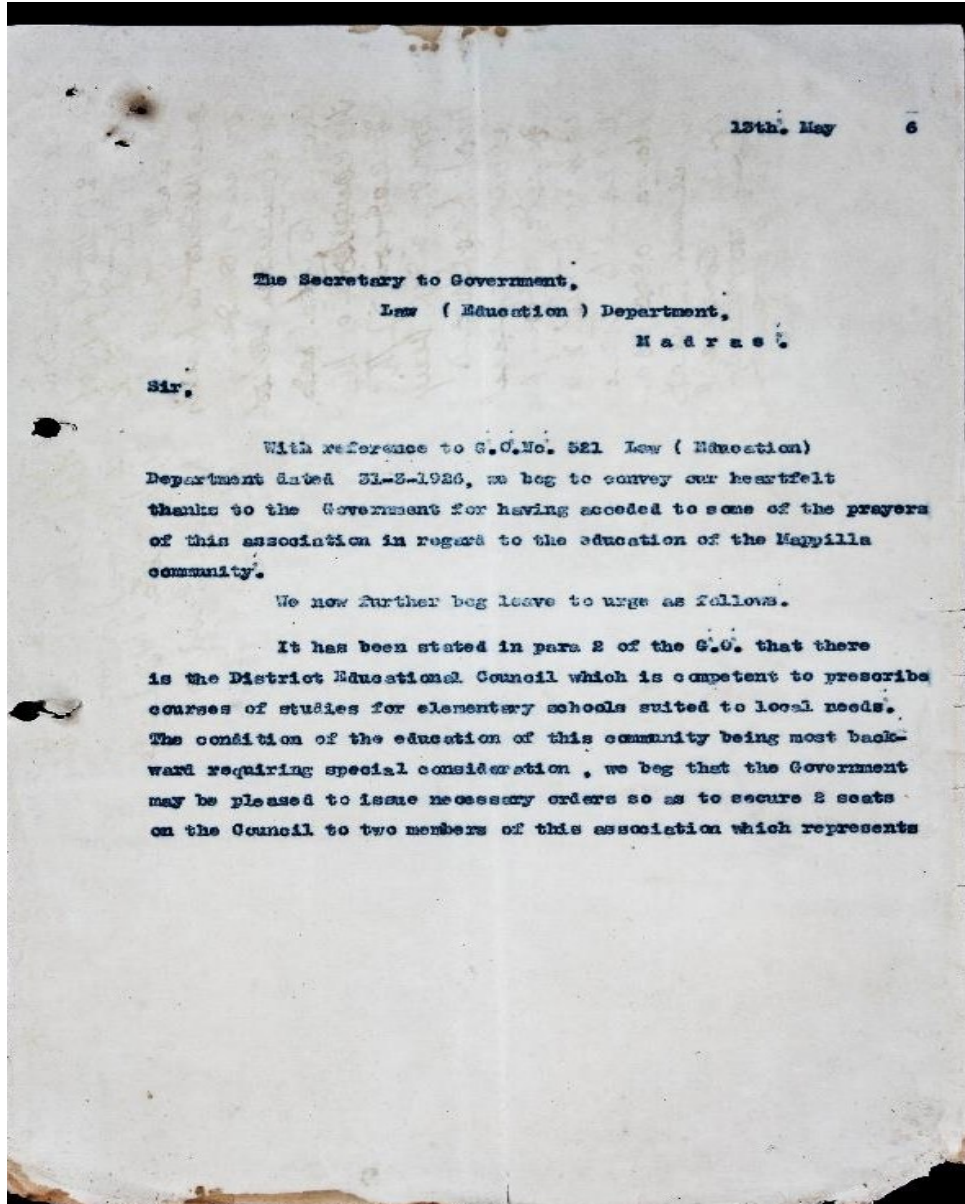 13th. May 6
The Secretary to Government,
Law ( Education ) Department,
M a d r a s .
Sir,
With reference to G.O.No. 521 Law ( Education)
Department dated 31-3-1926, we beg to convey our heartfelt
thanks to the Government for having acceded to some of the prayers
of this association in regard to the education of the Mappilla
community.
We now further beg leave to urge as follows.
It has been stated in para 2 of the G.O. that there
is the District Educational Council which is competent to prescribe
courses of studies for elementary schools suited to local needs.
The condition of the education of this community being most back-
ward requiring special consideration , we beg that the Government
may be pleased to issue necessary orders so as to secure 2 seats
on the Council to two members of this association which represents